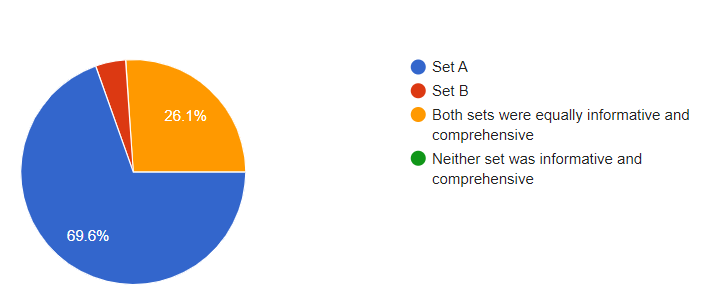 Set A
Set B
Both sets were equally informative and
comprehensive
Neither set was informative and
comprehensive
26.1%
69.6%